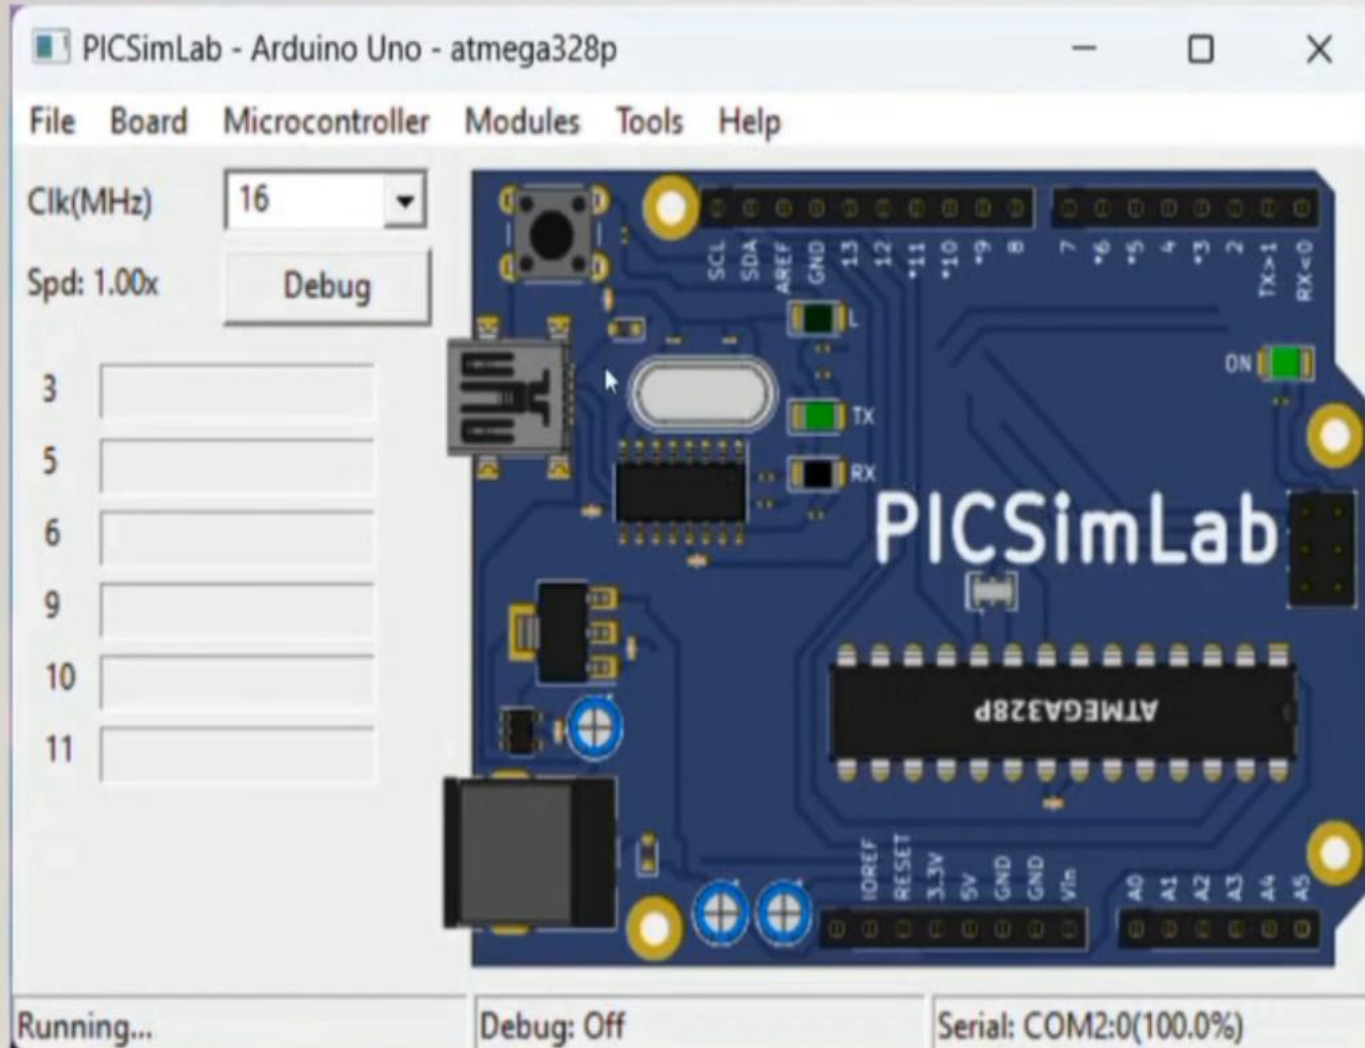 PICSimLab - Arduino Uno - atmega328p
File Board Microcontroller Modules Tools Help
Clk(MHz) 16
Spd: 1.00x Debug
3
5
6
9
10
11
SCL SDA AREF GND 13 12 *11 *10 *9 8 7 *6 *5 4 *3 2 TX>1 RX<0
L
ON
TX
RX
PICSimLab
ATMEGA328P
IOREF RESET 3.3V 5V GND GND Vin A0 A1 A2 A3 A4 A5
Running... Debug: Off Serial: COM2:0(100.0%)